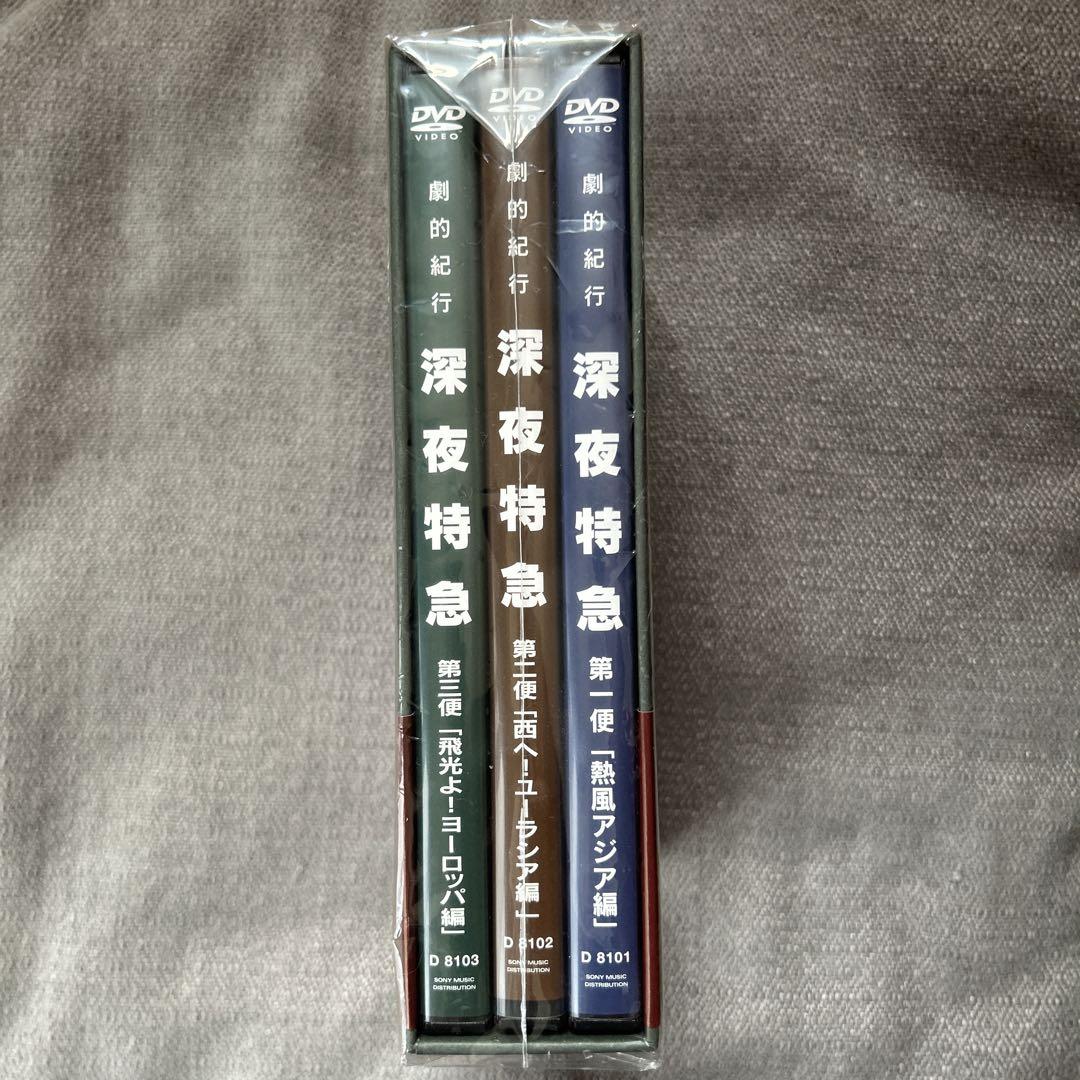 DVD
VIDEO
劇的紀行
深夜特急
第一便「熱風アジア編」
D 8101
SONY MUSIC
DISTRIBUTION
DVD
VIDEO
劇的紀行
深夜特急
第二便「西へ!ユーラシア編」
D 8102
SONY MUSIC
DISTRIBUTION
DVD
VIDEO
劇的紀行
深夜特急
第三便「飛光よ!ヨーロッパ編」
D 8103
SONY MUSIC
DISTRIBUTION